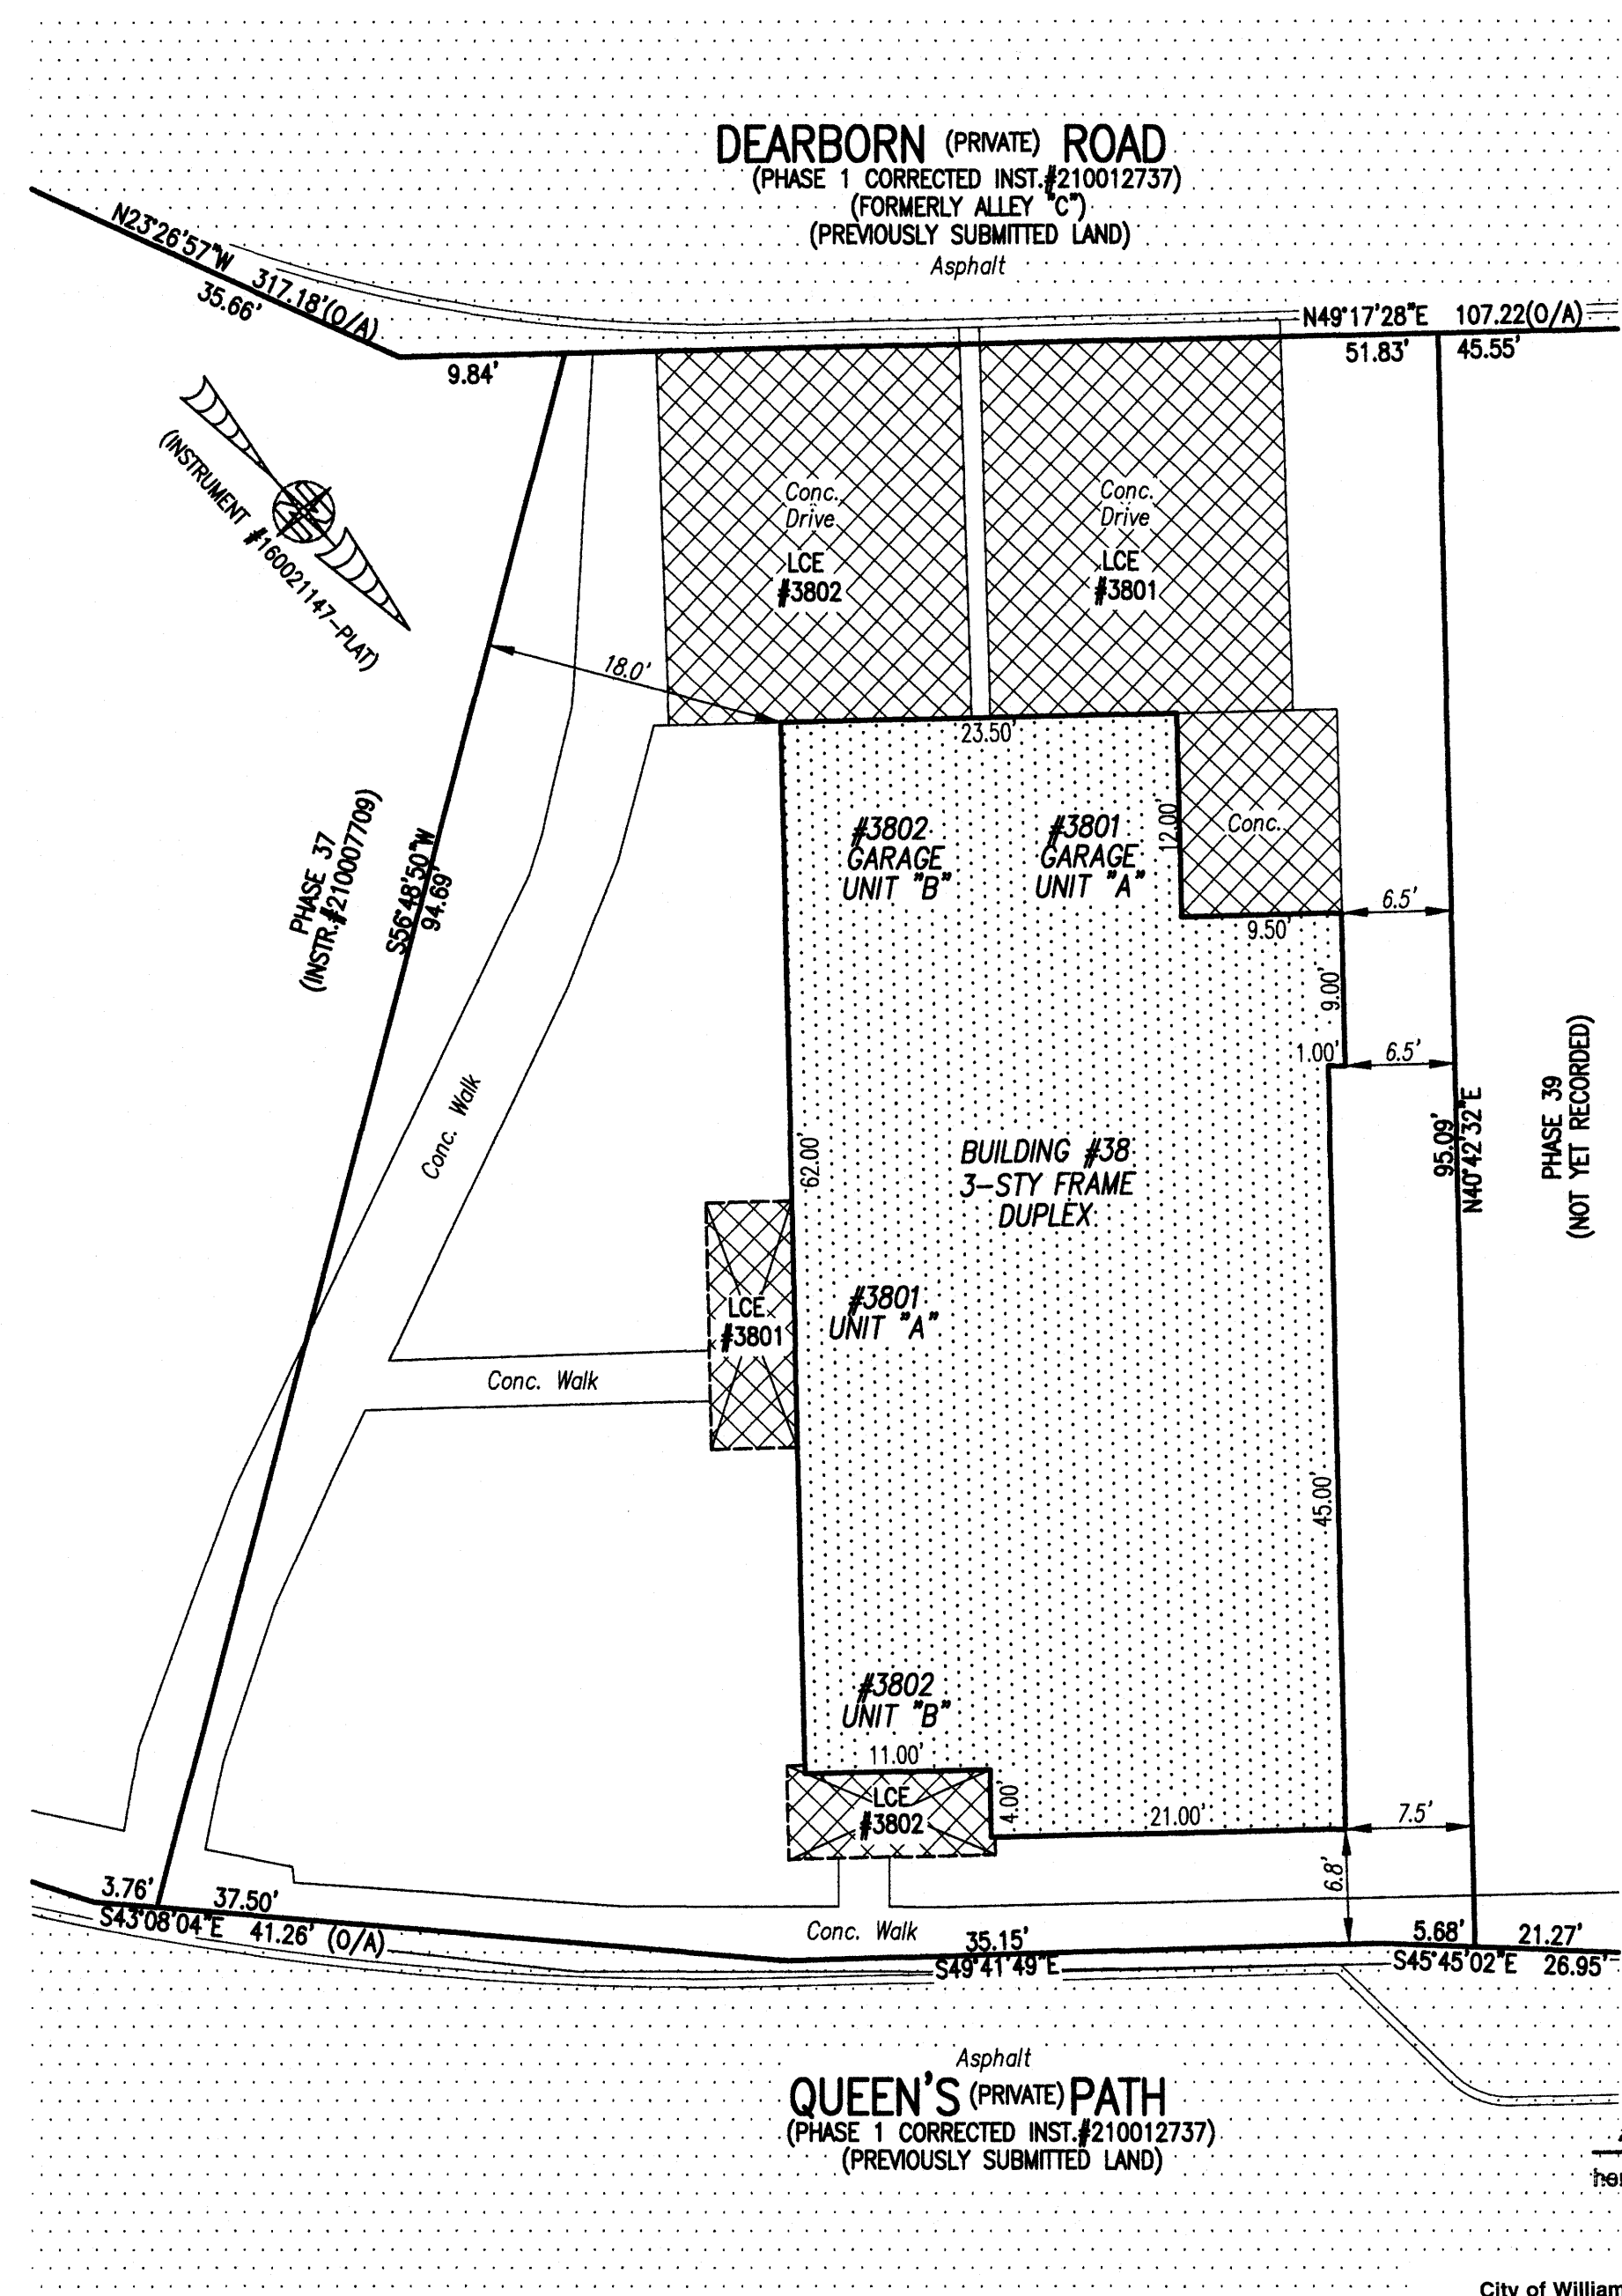 DEARBORN (PRIVATE) ROAD
(PHASE 1 CORRECTED INST.#210012737)
(FORMERLY ALLEY "C")
(PREVIOUSLY SUBMITTED LAND)
Asphalt
N23°26'57"W 317.18'(O/A)
35.66'
N49°17'28"E 107.22(O/A)
9.84'
51.83'
45.55'
(INSTRUMENT #160021147-PLAT)
Conc.
Drive
LCE
#3802
Conc.
Drive
LCE
#3801
18.0'
23.50'
PHASE 37
(INSTR.#210007709)
S56°48'50"W
94.69'
#3802
GARAGE
UNIT "B"
#3801
GARAGE
UNIT "A"
12.00'
Conc.
6.5'
9.50'
9.00'
1.00'
6.5'
Conc. Walk
62.00'
BUILDING #38
3-STY FRAME
DUPLEX
95.09'
N40°42'32"E
PHASE 39
(NOT YET RECORDED)
LCE
#3801
#3801
UNIT "A"
Conc. Walk
45.00'
#3802
UNIT "B"
11.00'
LCE
#3802
4.00'
21.00'
7.5'
6.8'
3.76'
37.50'
S43°08'04"E 41.26' (O/A)
Conc. Walk
35.15'
S49°41'49"E
5.68'
21.27'
S45°45'02"E 26.95'
Asphalt
QUEEN'S (PRIVATE) PATH
(PHASE 1 CORRECTED INST.#210012737)
(PREVIOUSLY SUBMITTED LAND)
City of William